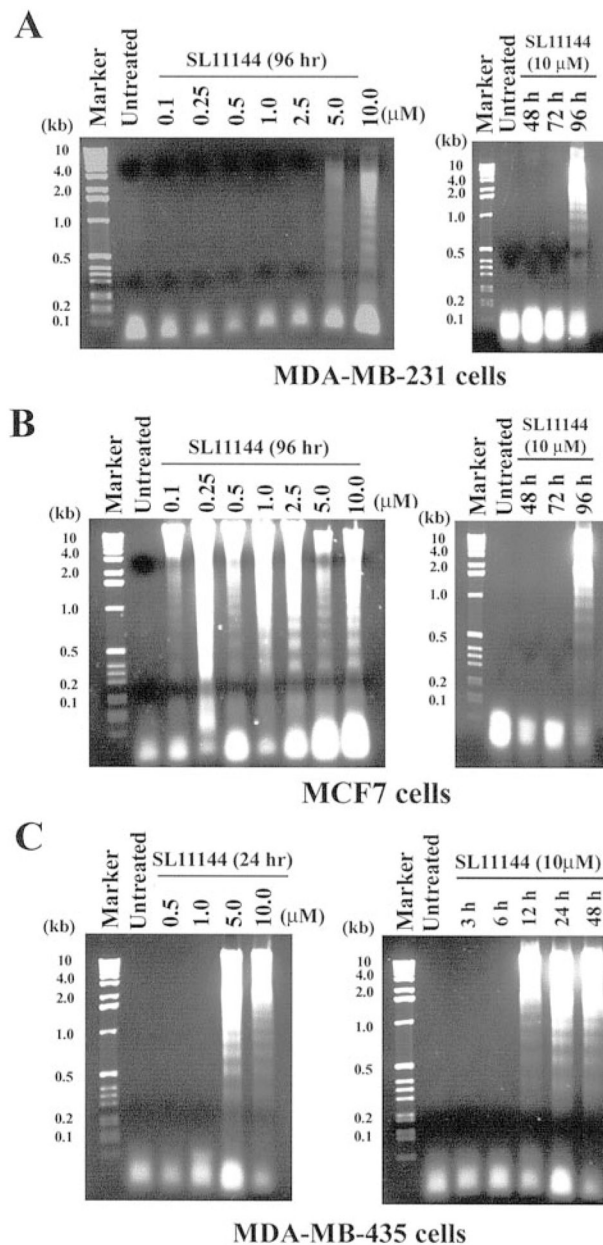 A
Marker
Untreated
SL11144 (96 hr)
0.1
0.25
0.5
1.0
2.5
5.0
10.0
(μM)
(kb)
10
4.0
2.0
1.0
0.5
0.2
0.1
Marker
Untreated
SL11144
(10 μM)
48 h
72 h
96 h
(kb)
10
4.0
2.0
1.0
0.5
0.2
0.1
MDA-MB-231 cells
B
Marker
Untreated
SL11144 (96 hr)
0.1
0.25
0.5
1.0
2.5
5.0
10.0
(μM)
(kb)
10
4.0
2.0
1.0
0.5
0.2
0.1
Marker
Untreated
SL11144
(10 μM)
48 h
72 h
96 h
(kb)
10
4.0
2.0
1.0
0.5
0.2
0.1
MCF7 cells
C
Marker
Untreated
SL11144 (24 hr)
0.5
1.0
5.0
10.0
(μM)
(kb)
10
4.0
2.0
1.0
0.5
0.2
0.1
Marker
Untreated
SL11144 (10μM)
3 h
6 h
12 h
24 h
48 h
(kb)
10
4.0
2.0
1.0
0.5
0.2
0.1
MDA-MB-435 cells